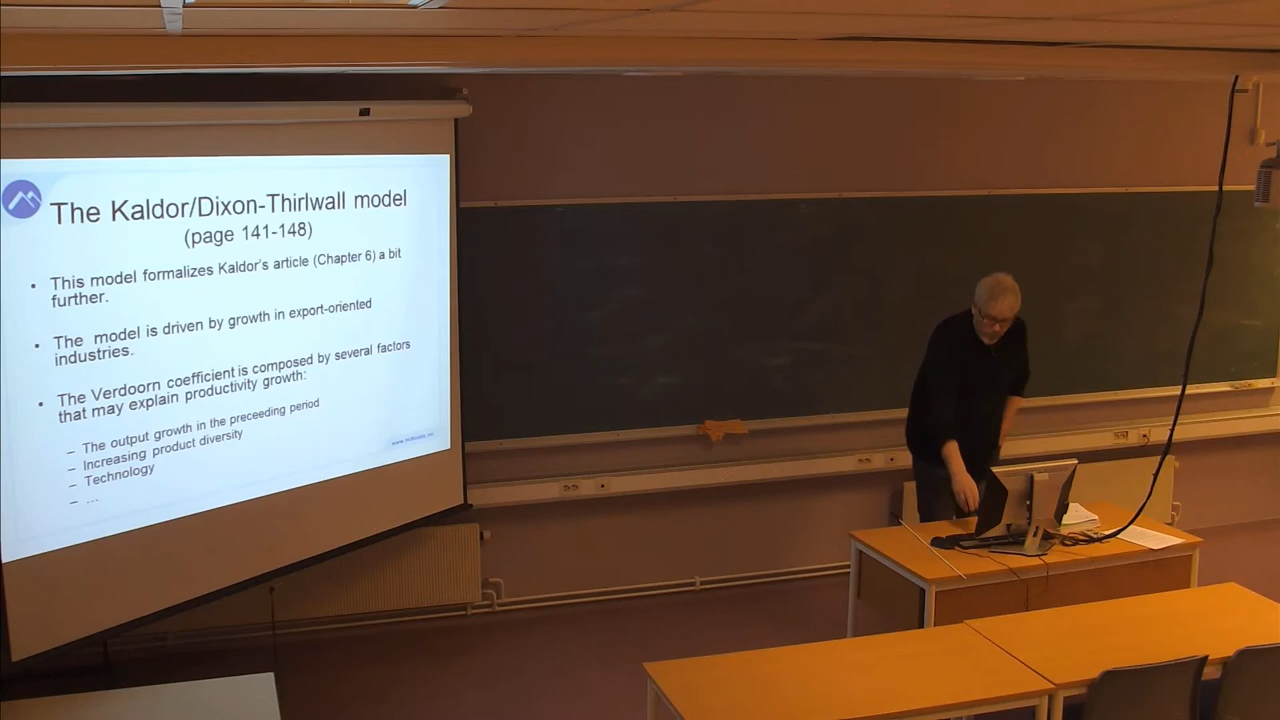 The Kaldor/Dixon-Thirlwall model
(page 141-148)
• This model formalizes Kaldor's article (Chapter 6) a bit
further.
• The model is driven by growth in export-oriented
industries.
• The Verdoorn coefficient is composed by several factors
that may explain productivity growth:
– The output growth in the preceeding period
– Increasing product diversity
– Technology
– ...